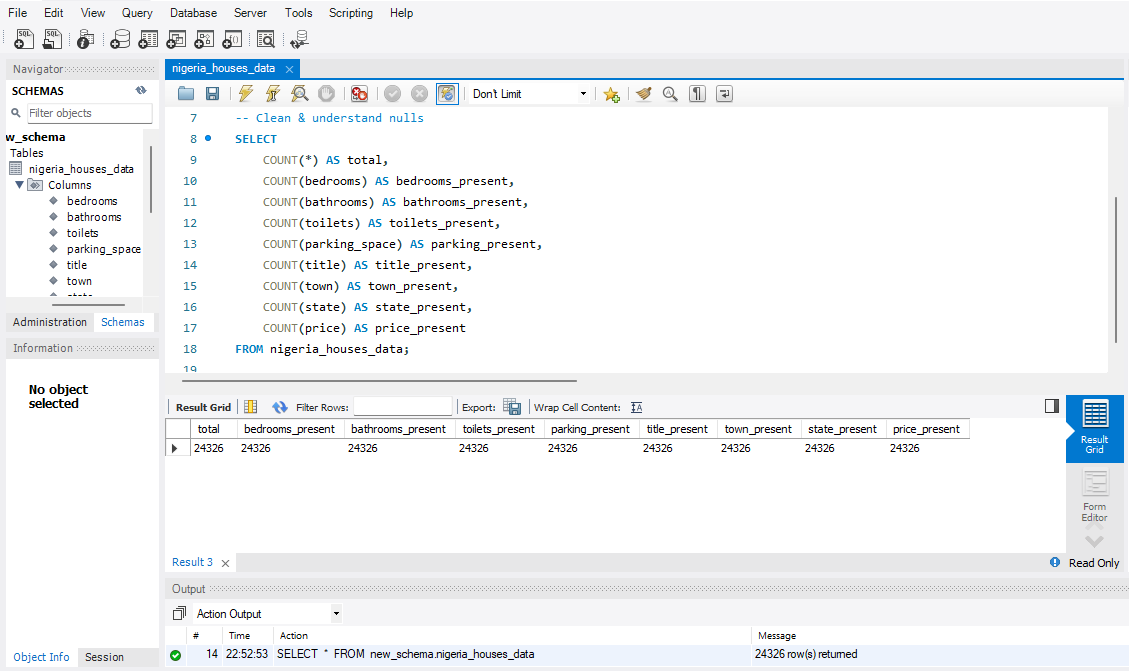 File Edit View Query Database Server Tools Scripting Help
Navigator
SCHEMAS
Filter objects
w_schema
Tables
nigeria_houses_data
Columns
bedrooms
bathrooms
toilets
parking_space
title
town
state
Administration Schemas
Information
No object
selected
Object Info Session
nigeria_houses_data
Don't Limit
7 -- Clean & understand nulls
8 SELECT
9 COUNT(*) AS total,
10 COUNT(bedrooms) AS bedrooms_present,
11 COUNT(bathrooms) AS bathrooms_present,
12 COUNT(toilets) AS toilets_present,
13 COUNT(parking_space) AS parking_present,
14 COUNT(title) AS title_present,
15 COUNT(town) AS town_present,
16 COUNT(state) AS state_present,
17 COUNT(price) AS price_present
18 FROM nigeria_houses_data;
19
Result Grid Filter Rows: Export: Wrap Cell Content:
total bedrooms_present bathrooms_present toilets_present parking_present title_present town_present state_present price_present
24326 24326 24326 24326 24326 24326 24326 24326 24326
Result
Grid
Form
Editor
Result 3
Read Only
Output
Action Output
# Time Action Message
14 22:52:53 SELECT * FROM new_schema.nigeria_houses_data 24326 row(s) returned